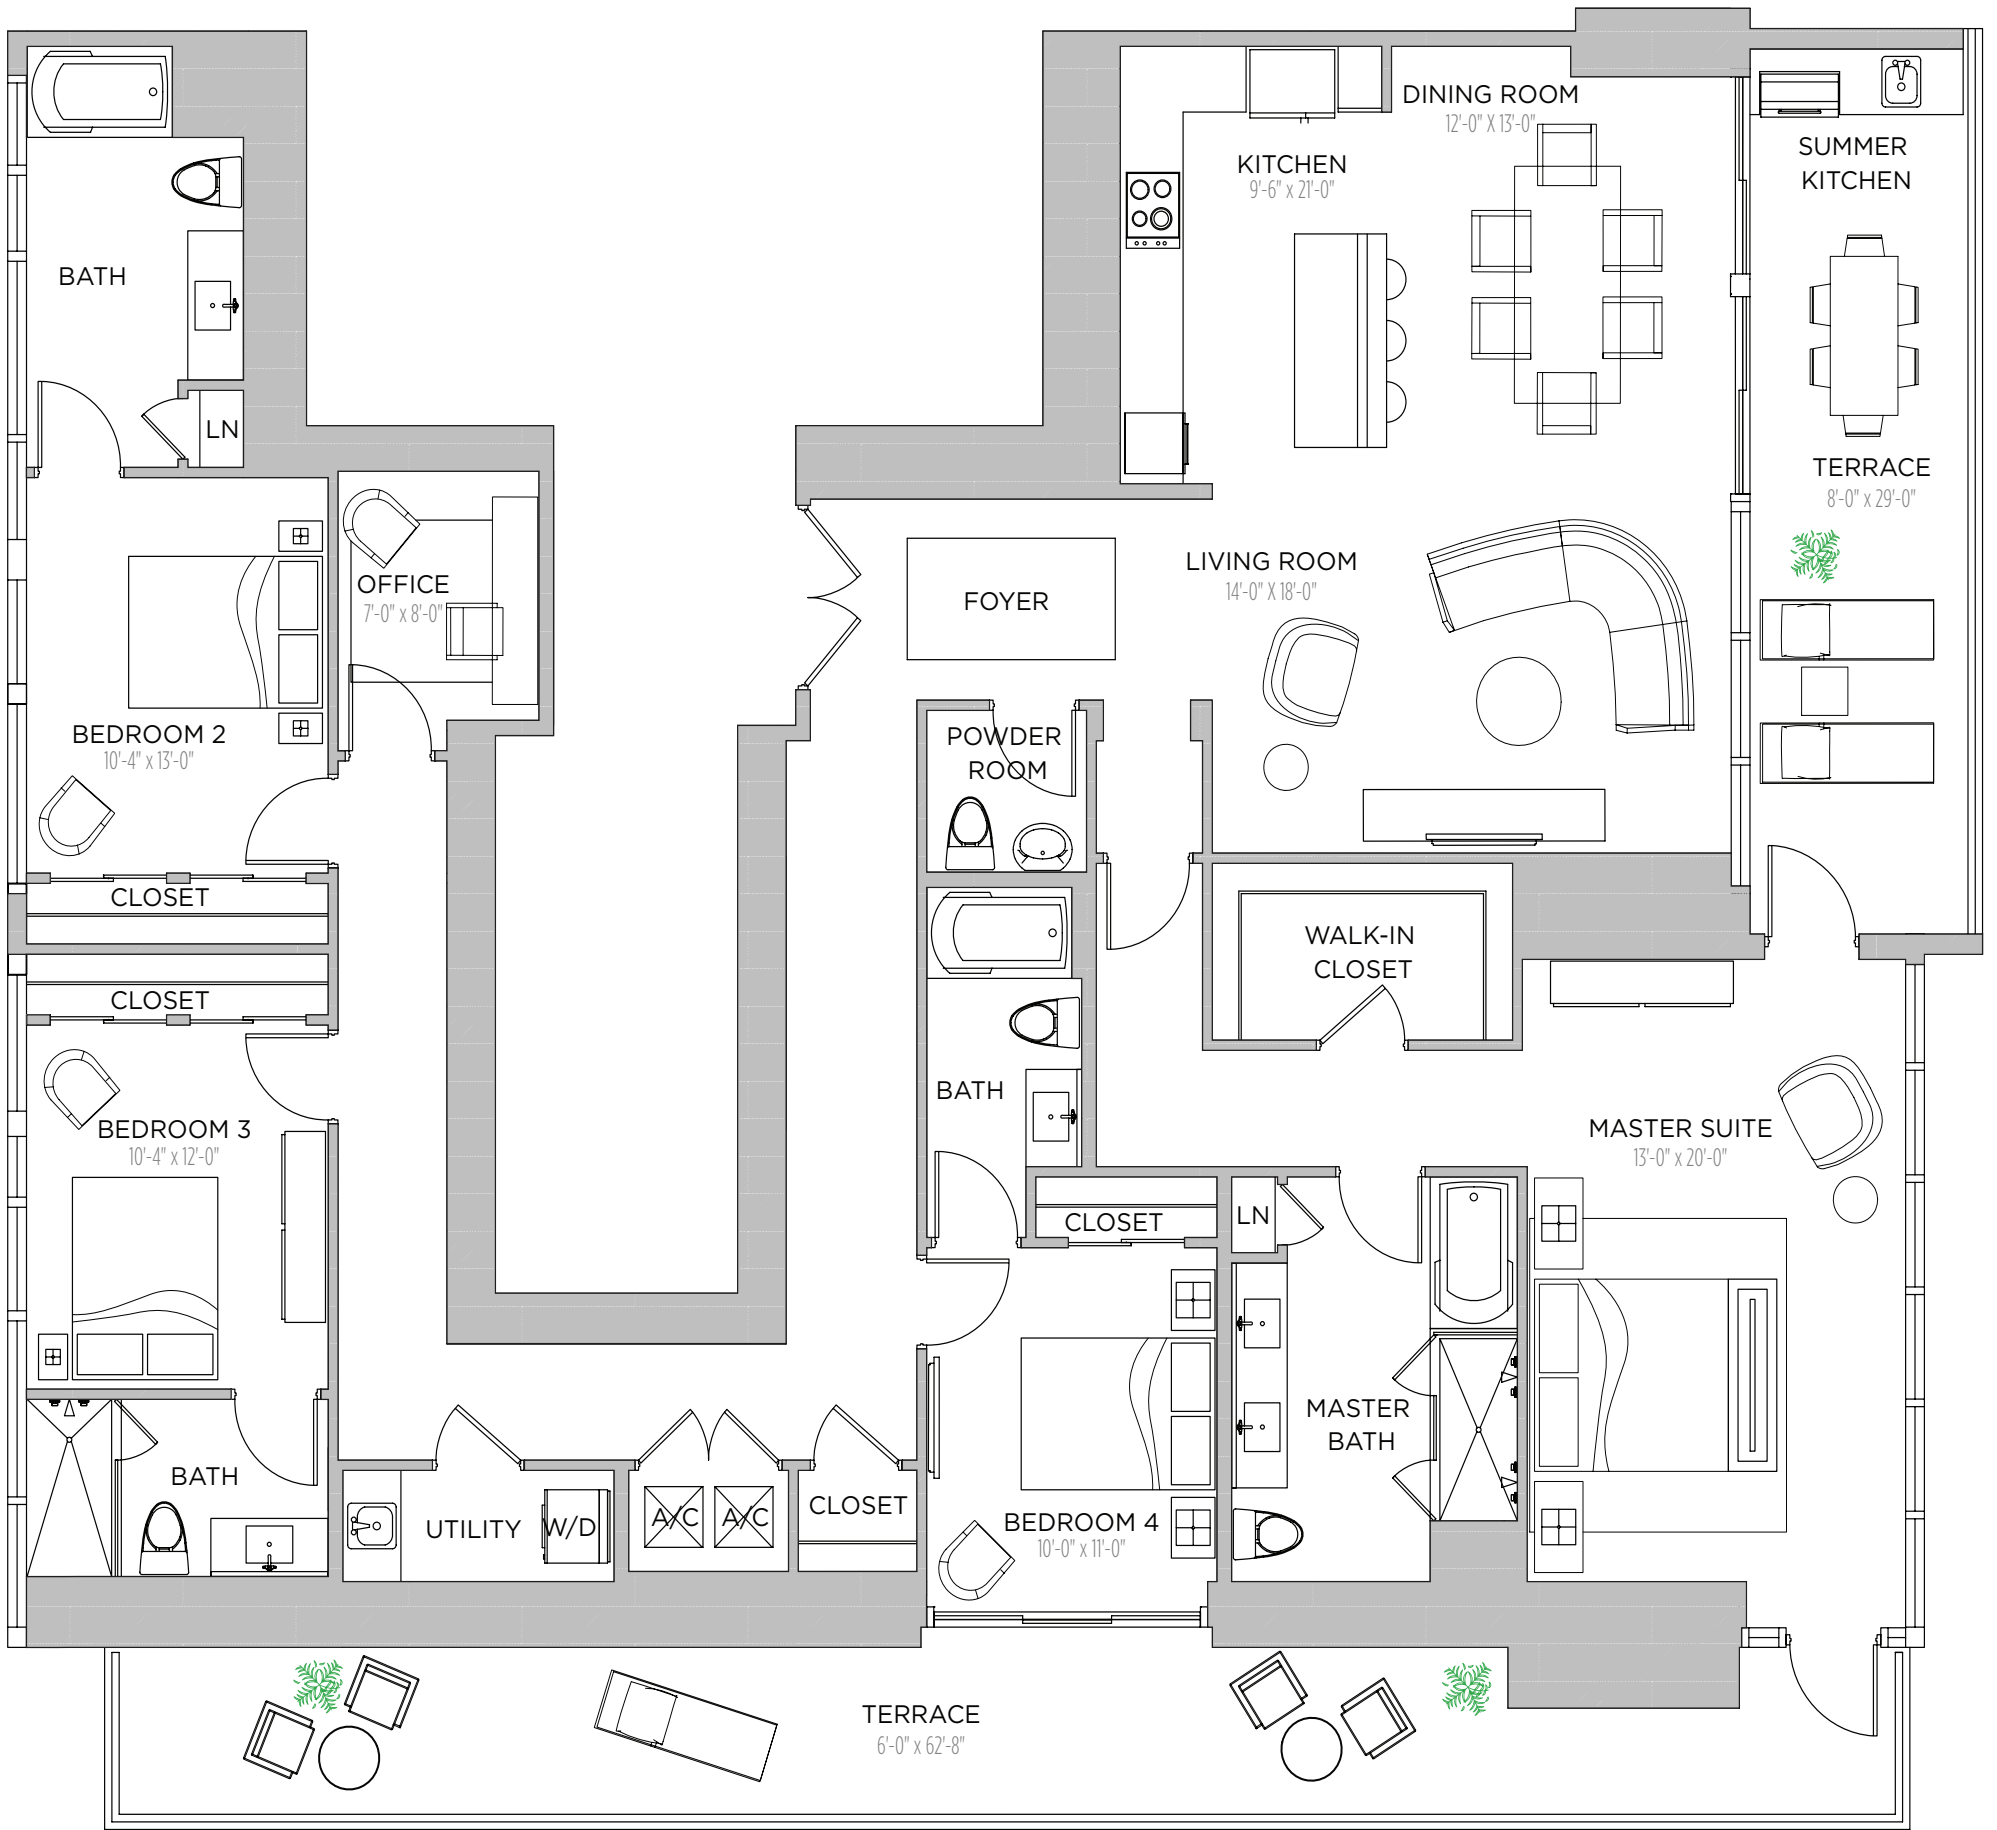 DINING ROOM
12'-0" X 13'-0"
KITCHEN
9'-6" x 21'-0"
SUMMER
KITCHEN
TERRACE
8'-0" x 29'-0"
BATH
LN
OFFICE
7'-0" x 8'-0"
BEDROOM 2
10'-4" x 13'-0"
CLOSET
FOYER
LIVING ROOM
14'-0" X 18'-0"
POWDER
ROOM
WALK-IN
CLOSET
CLOSET
BEDROOM 3
10'-4" x 12'-0"
BATH
MASTER SUITE
13'-0" x 20'-0"
CLOSET
LN
MASTER
BATH
BATH
UTILITY
W/D
A/C
A/C
CLOSET
BEDROOM 4
10'-0" x 11'-0"
TERRACE
6'-0" x 62'-8"